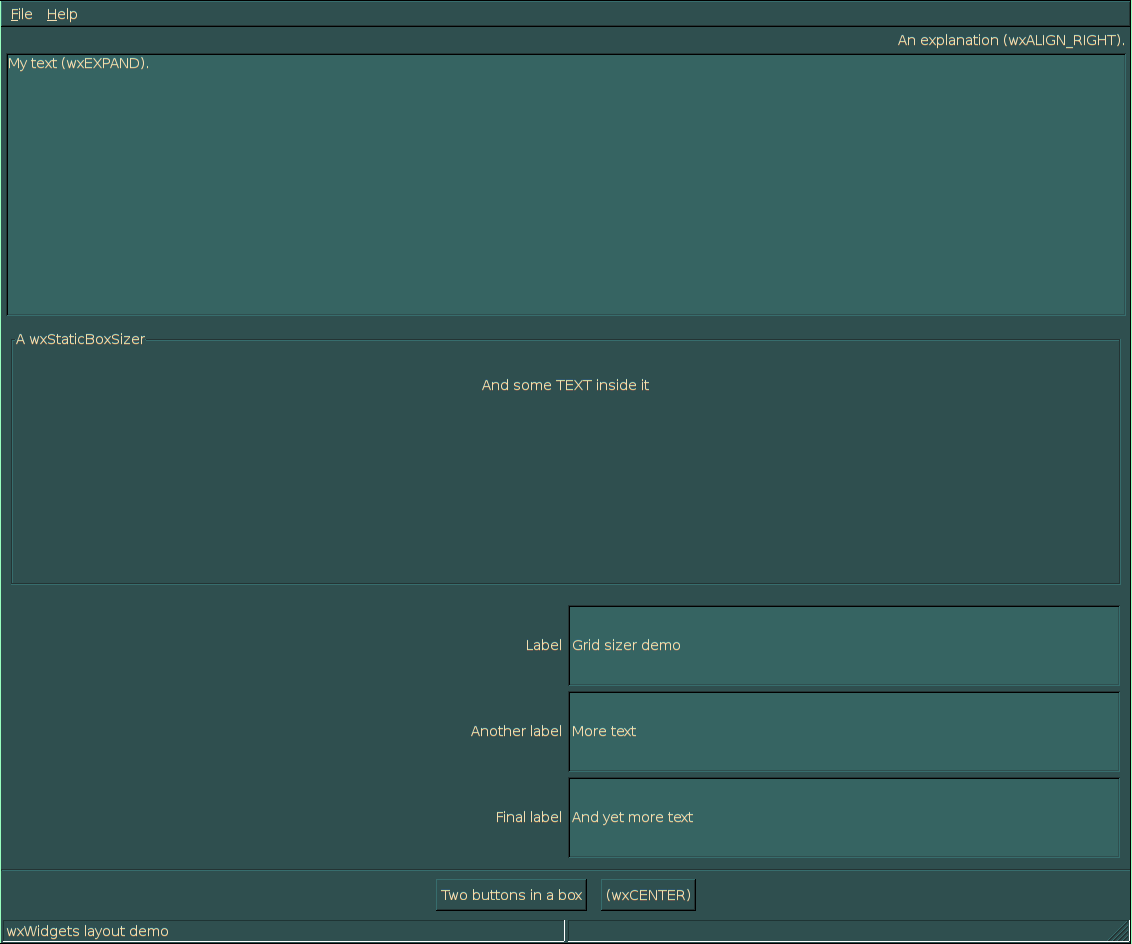 File Help
An explanation (wxALIGN_RIGHT).
My text (wxEXPAND).
A wxStaticBoxSizer
And some TEXT inside it
Label Grid sizer demo
Another label More text
Final label And yet more text
Two buttons in a box (wxCENTER)
wxWidgets layout demo